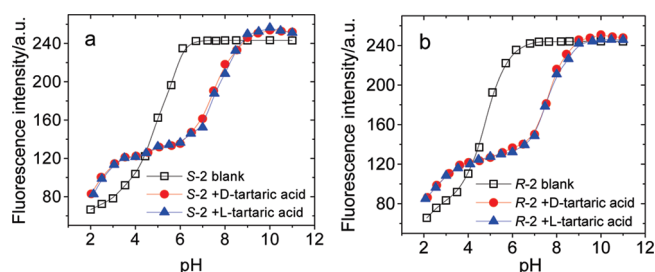 a
Fluorescence intensity/a.u.
240
200
160
120
80
S-2 blank
S-2 +D-tartaric acid
S-2 +L-tartaric acid
0 2 4 6 8 10 12
pH
b
Fluorescence intensity/a.u.
240
200
160
120
80
R-2 blank
R-2 +D-tartaric acid
R-2 +L-tartaric acid
0 2 4 6 8 10 12
pH